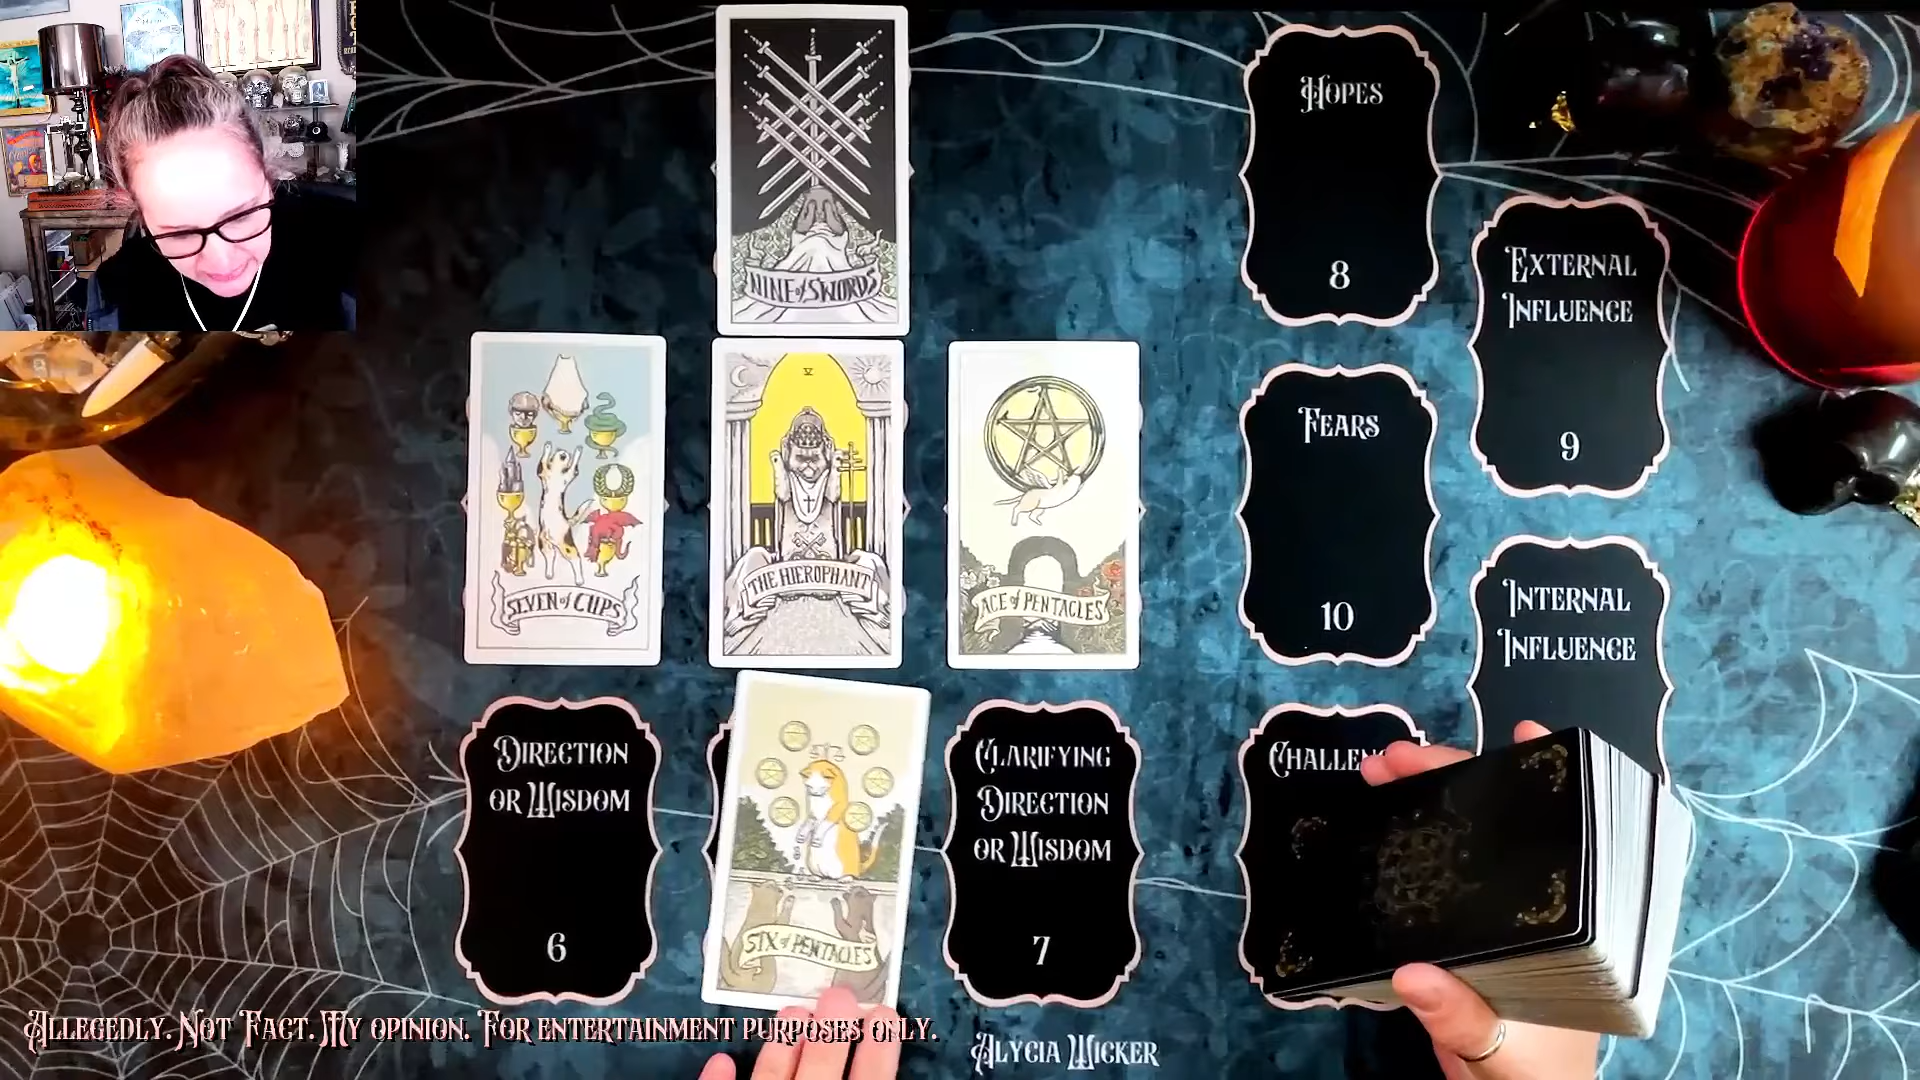 NINE of SWORDS
SEVEN of CUPS
V
THE HIEROPHANT
ACE of PENTACLES
HOPES
8
EXTERNAL
INFLUENCE
9
FEARS
10
INTERNAL
INFLUENCE
DIRECTION
OR WISDOM
6
SIX of PENTACLES
CLARIFYING
DIRECTION
OR WISDOM
7
CHALLENG
ALLEGEDLY. NOT FACT. MY OPINION. FOR ENTERTAINMENT PURPOSES ONLY.
ALYCIA WICKER